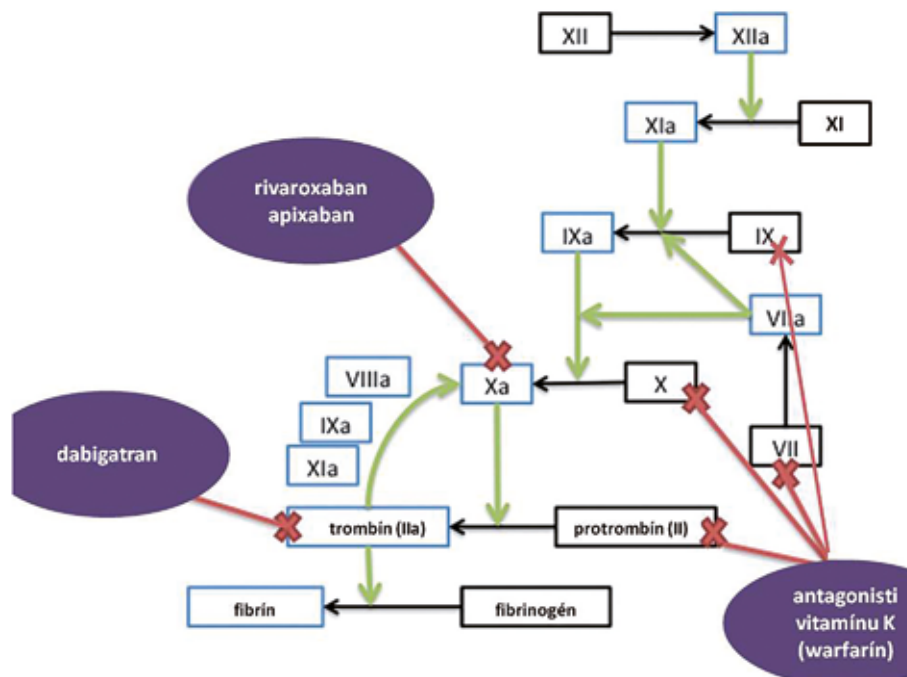 XII
XIIa
XIa
XI
rivaroxaban
apixaban
IXa
IX
VIIa
VIIIa
Xa
X
IXa
dabigatran
XIa
VII
trombín (IIa)
protrombín (II)
fibrín
fibrinogén
antagonisti
vitamínu K
(warfarín)